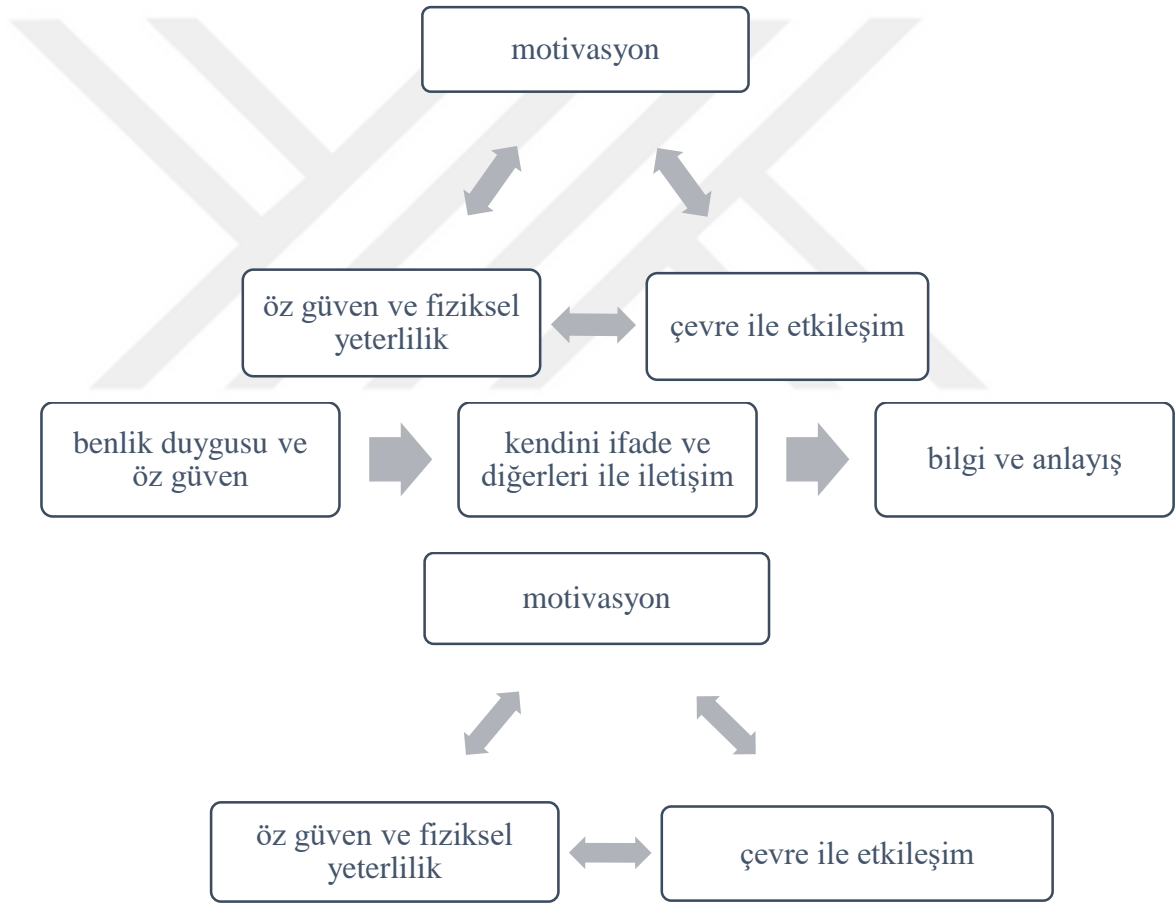 motivasyon
öz güven ve fiziksel
yeterlilik
çevre ile etkileşim
benlik duygusu ve
öz güven
kendini ifade ve
diğerleri ile iletişim
bilgi ve anlayış
motivasyon
öz güven ve fiziksel
yeterlilik
çevre ile etkileşim